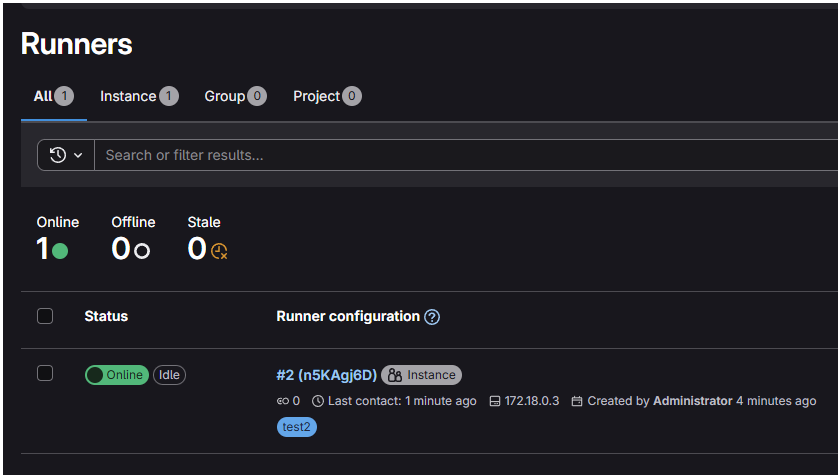 Runners
All 1 Instance 1 Group 0 Project 0
Search or filter results...
Online Offline Stale
1 0 0
Status Runner configuration ?
Online Idle #2 (n5KAgj6D) Instance
0 Last contact: 1 minute ago 172.18.0.3 Created by Administrator 4 minutes ago
test2